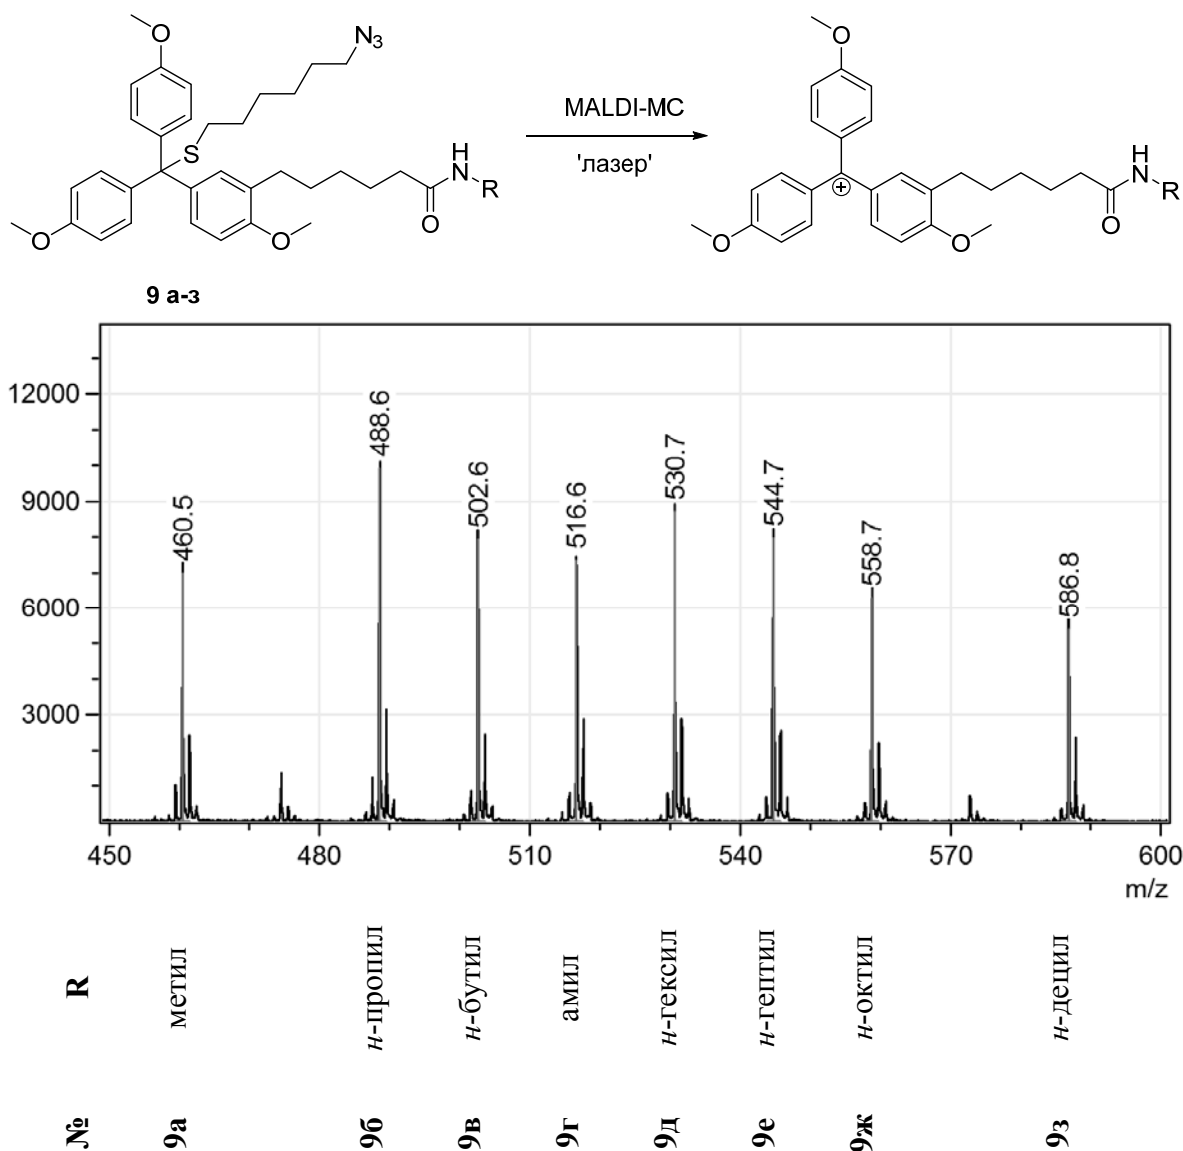 O
N3
S
H
N
R
O
O
O
9 а-з
MALDI-МС
'лазер'
O
H
N
R
O
O
O
12000
9000
6000
3000
460.5
488.6
502.6
516.6
530.7
544.7
558.7
586.8
450 480 510 540 570 600
m/z
R метил н-пропил н-бутил амил н-гексил н-гептил н-октил н-децил
№ 9а 9б 9в 9г 9д 9е 9ж 9з